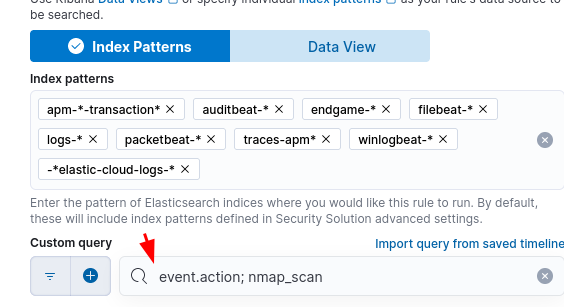 Use Kibana Data Views or specify individual index patterns as your rule's data source to
be searched.
Index Patterns
Data View
Index patterns
apm-*-transaction* ×
auditbeat-* ×
endgame-* ×
filebeat-* ×
logs-* ×
packetbeat-* ×
traces-apm* ×
winlogbeat-* ×
-*elastic-cloud-logs-* ×
Enter the pattern of Elasticsearch indices where you would like this rule to run. By default,
these will include index patterns defined in Security Solution advanced settings.
Custom query
Import query from saved timeline
event.action; nmap_scan